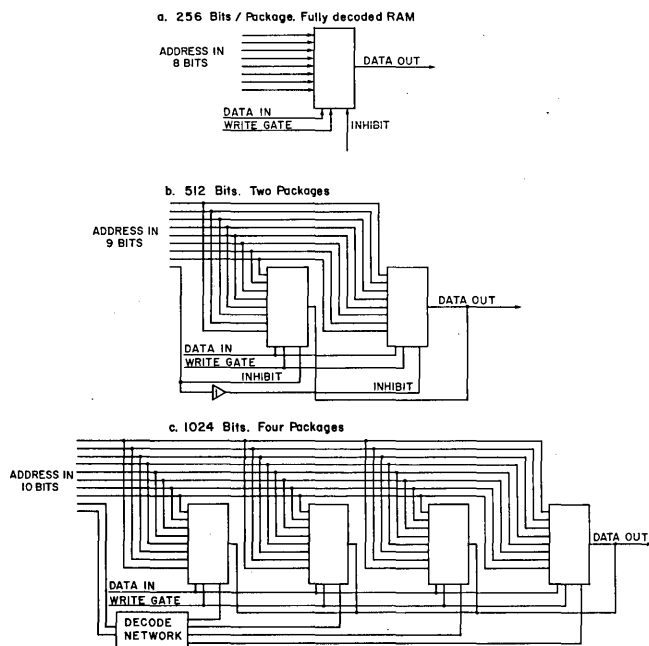 a. 256 Bits / Package. Fully decoded RAM
ADDRESS IN
8 BITS
DATA OUT
DATA IN
WRITE GATE
INHIBIT
b. 512 Bits. Two Packages
ADDRESS IN
9 BITS
DATA OUT
DATA IN
WRITE GATE
INHIBIT
I
INHIBIT
c. 1024 Bits. Four Packages
ADDRESS IN
10 BITS
DATA OUT
DATA IN
WRITE GATE
DECODE
NETWORK